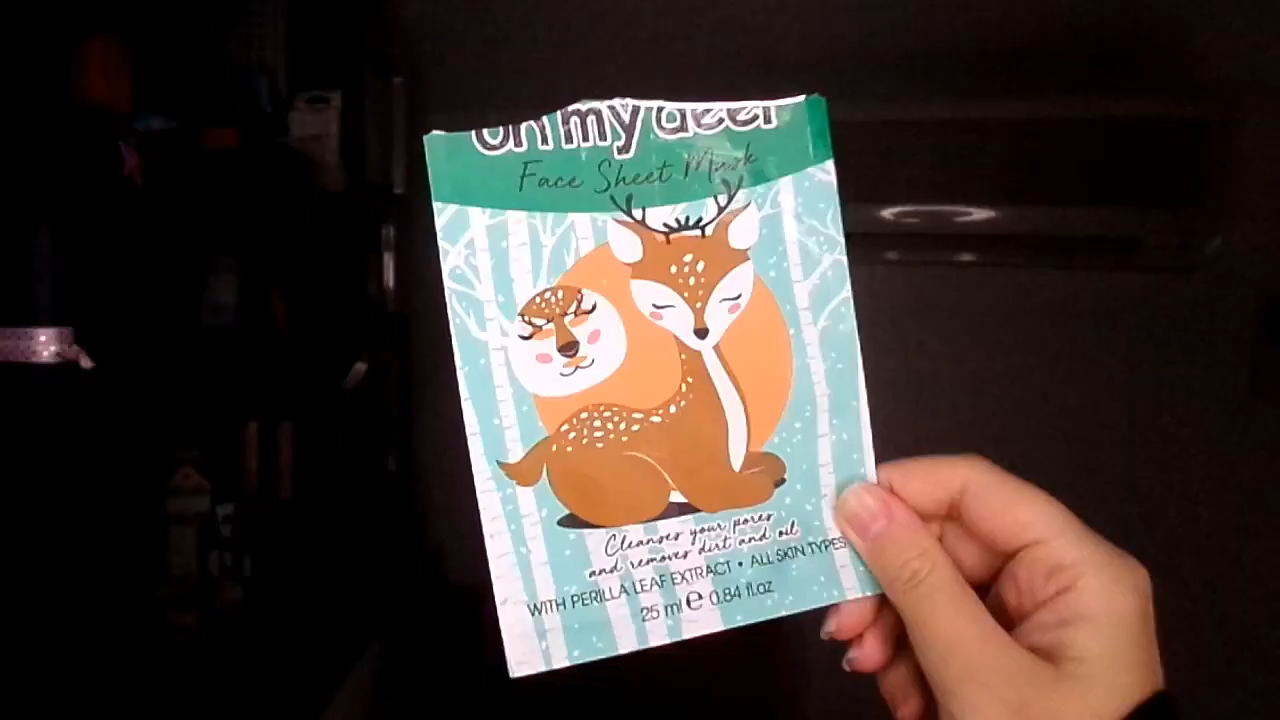 oh my deer
Face Sheet Mask
Cleanses your pores
and removes dirt and oil
WITH PERILLA LEAF EXTRACT • ALL SKIN TYPES
25 ml ℮ 0.84 fl.oz